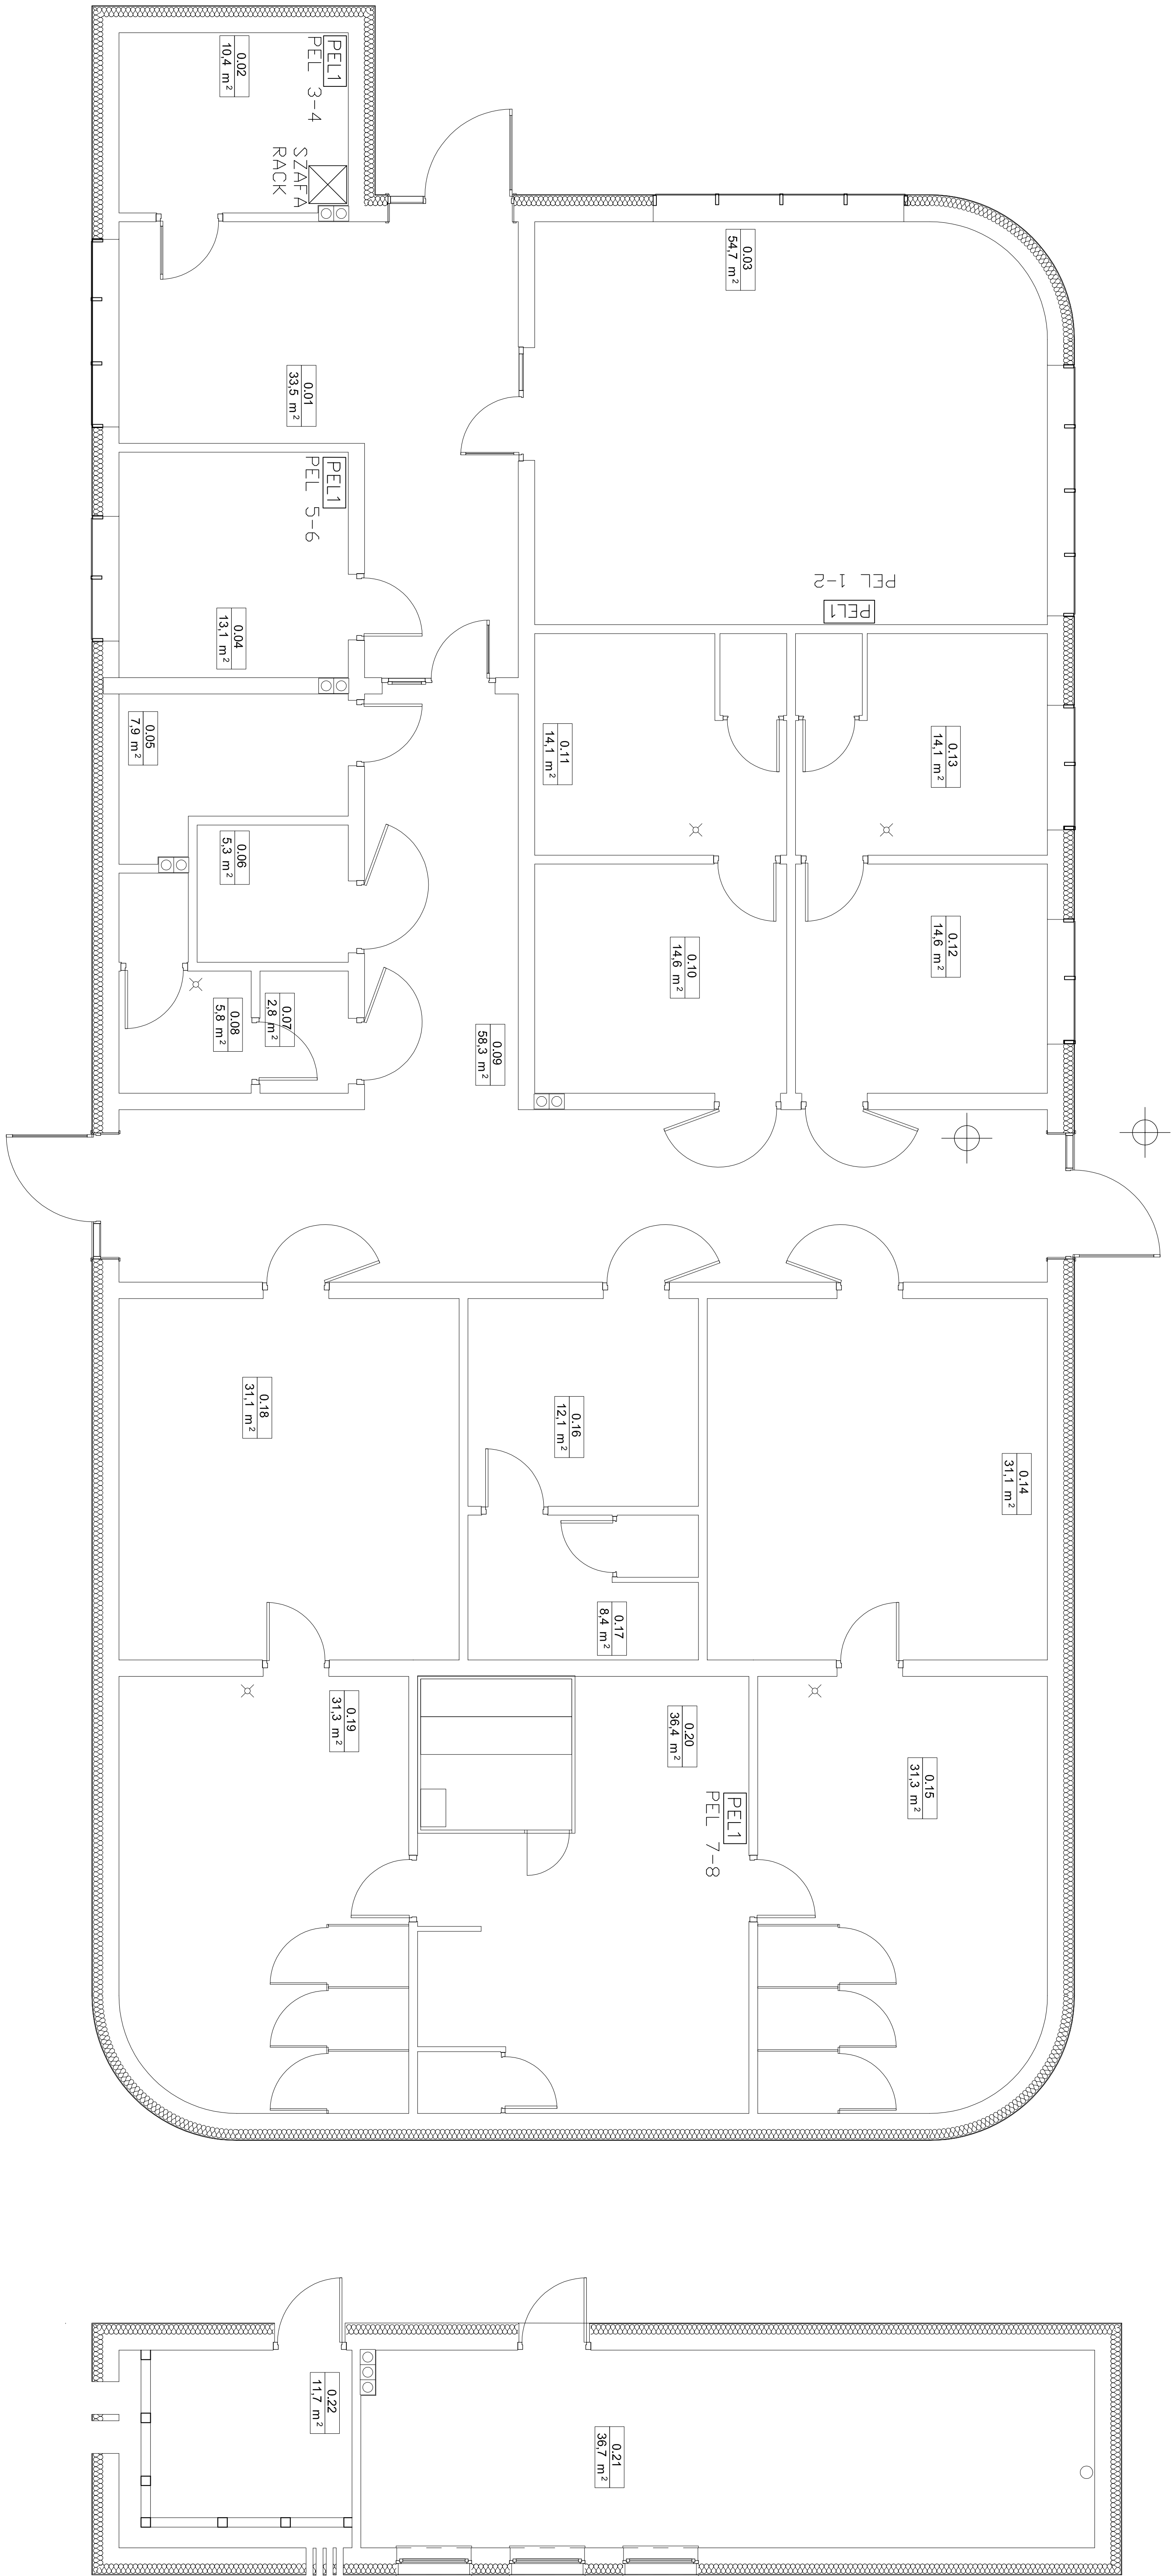 0.02
10,4 m²
PEL1
PEL 3-4
SZAFA
RACK
0.03
54,7 m²
0.01
33,5 m²
PEL1
PEL 5-6
PEL 1-2
PEL1
0.04
13,1 m²
0.05
7,9 m²
0.11
14,1 m²
0.13
14,1 m²
0.06
5,3 m²
0.10
14,6 m²
0.12
14,6 m²
0.07
2,8 m²
0.08
5,8 m²
0.09
58,3 m²
0.18
31,1 m²
0.16
12,1 m²
0.14
31,1 m²
0.17
8,4 m²
0.19
31,3 m²
0.20
36,4 m²
PEL1
PEL 7-8
0.15
31,3 m²
0.22
11,7 m²
0.21
36,7 m²